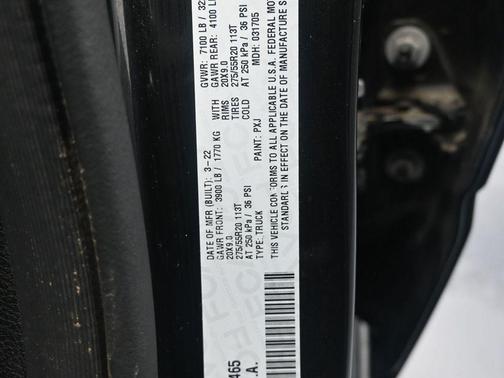 DATE OF MFR (BUILT): 3-22 GVWR: 7100 LB / 32
GAWR FRONT: 3900 LB / 1770 KG WITH GAWR REAR: 4100 L
20X9.0 RIMS 20X9.0
275/55R20 113T TIRES 275/55R20 113T
AT 250 kPa / 36 PSI COLD AT 250 kPa / 36 PSI
TYPE: TRUCK PAINT: PXJ MDH: 031705
THIS VEHICLE CONFORMS TO ALL APPLICABLE U.S.A. FEDERAL MO
STANDARDS IN EFFECT ON THE DATE OF MANUFACTURE S
465
.A.